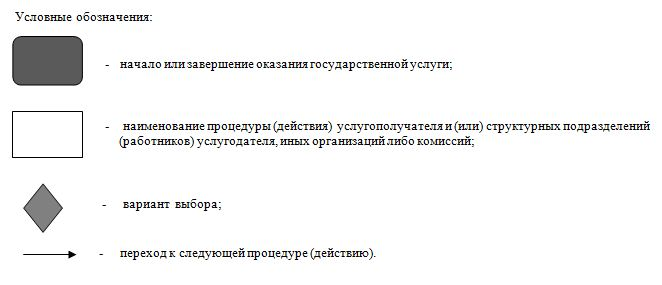 Условные обозначения:
- начало или завершение оказания государственной услуги;
- наименование процедуры (действия) услугополучателя и (или) структурных подразделений
(работников) услугодателя, иных организаций либо комиссий;
- вариант выбора;
- переход к следующей процедуре (действию).